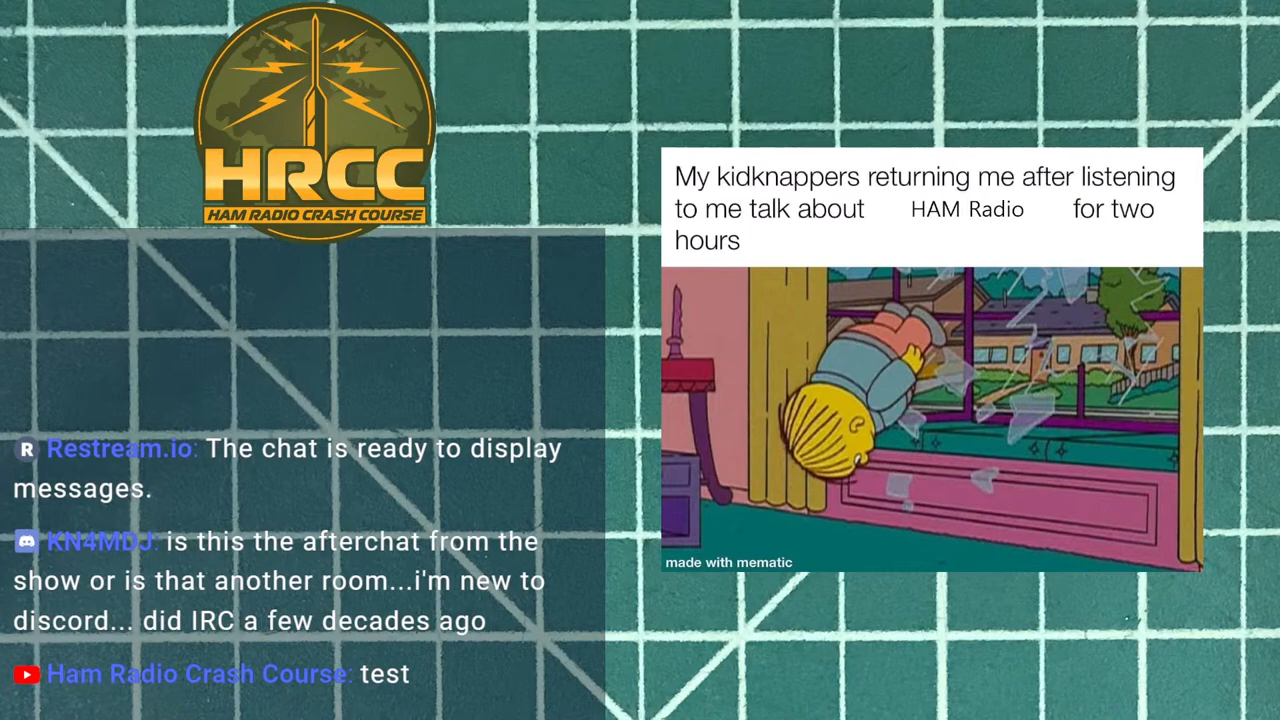 HRCC
HAM RADIO CRASH COURSE
My kidknappers returning me after listening
to me talk about HAM Radio for two
hours
made with mematic
R Restream.io: The chat is ready to display
messages.
KN4MDJ: is this the afterchat from the
show or is that another room...i'm new to
discord... did IRC a few decades ago
Ham Radio Crash Course: test